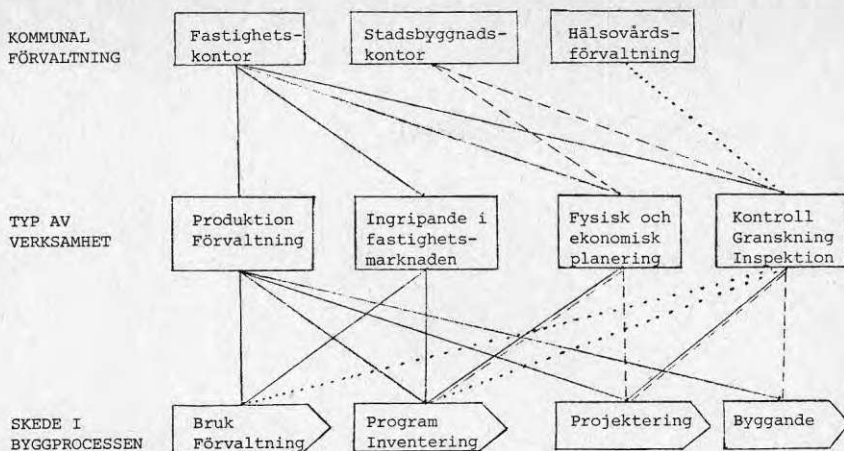 KOMMUNAL
FÖRVALTNING
Fastighets-
kontor
Stadsbyggnads-
kontor
Hälsovårds-
förvaltning
TYP AV
VERKSAMHET
Produktion
Förvaltning
Ingripande i
fastighets-
marknaden
Fysisk och
ekonomisk
planering
Kontroll
Granskning
Inspektion
SKEDE I
BYGGPROCESSEN
Bruk
Förvaltning
Program
Inventering
Projektering
Byggande